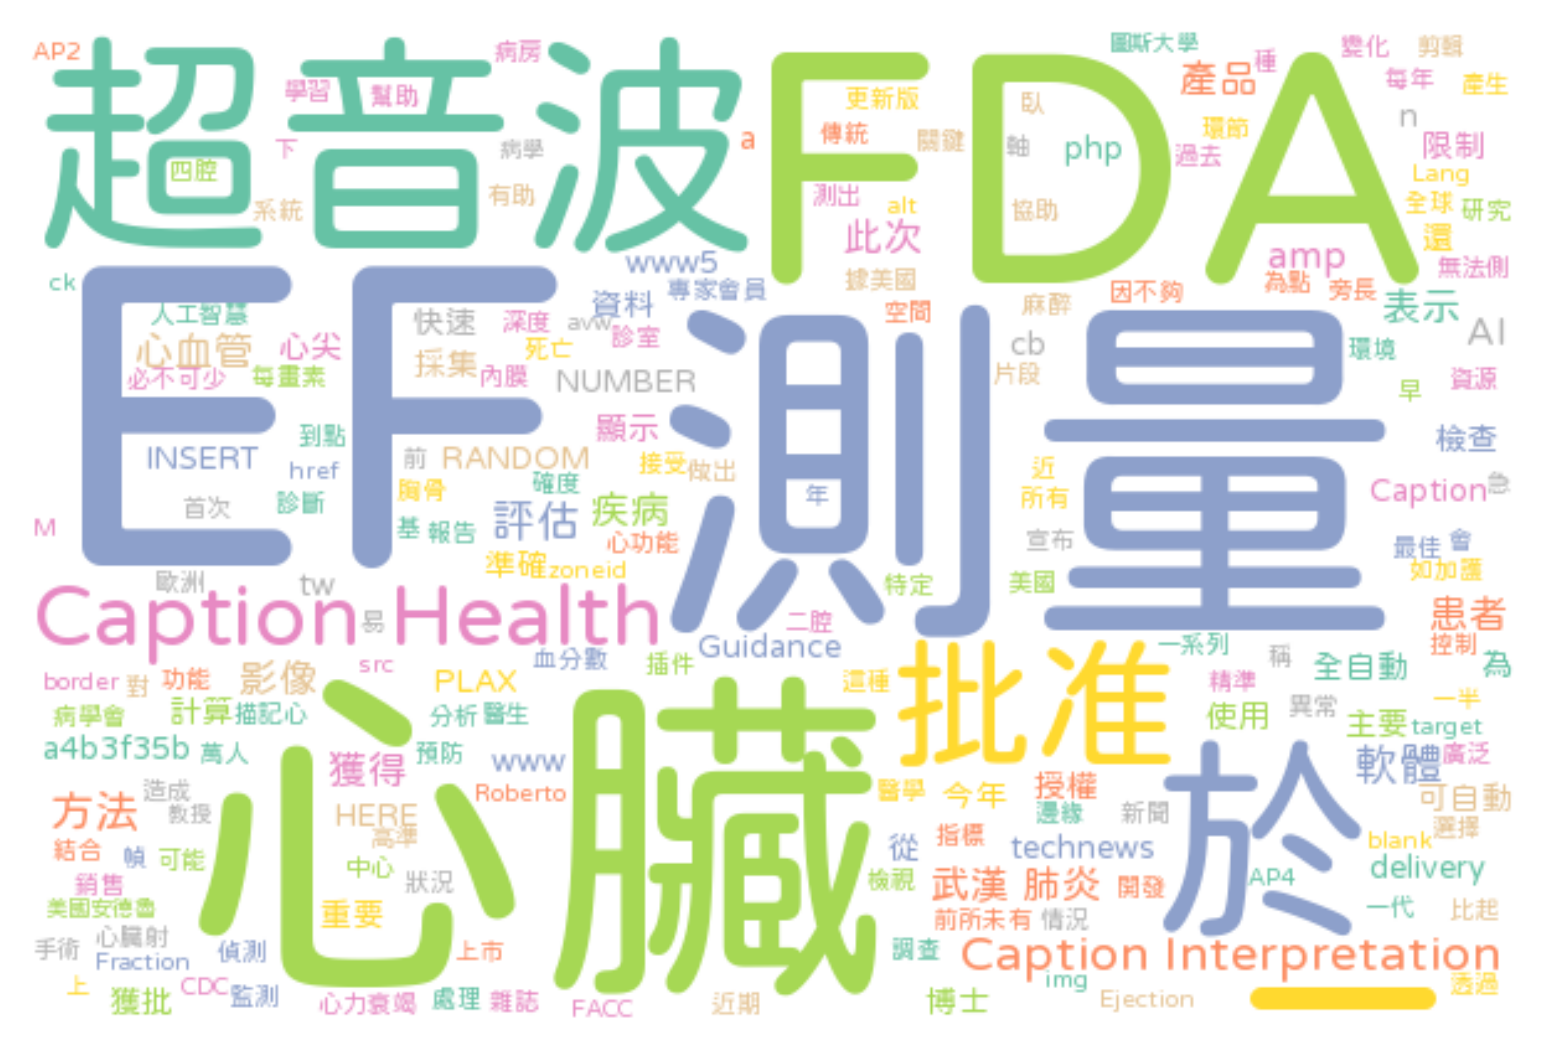 AP2
超音波
FDA
病房
圖斯大學
變化
剪輯
學習
幫助
更新版
臥
產品
種
每年
產生
下
病學
a
傳統
關鍵
軸
php
環節
過去
n
限制
四腔
系統
有助
測出
alt
協助
Lang
全球
研究
此次
還
ck
www5
據美國
amp
無法側
人工智慧
資料
專家會員
空間
麻醉
因不夠
為點
旁長
表示
AI
心血管
心尖
快速
深度
avw
診室
死亡
cb
環境
必不可少
每畫素
採集
內膜
NUMBER
片段
早
資源
EF
測量
到點
顯示
檢查
INSERT
href
前
RANDOM
接受
做出
近
首次
診斷
胸骨
確度
年
所有
Caption
急
M
基
報告
評估
疾病
心功能
宣布
最佳
會
歐洲
tw
準確
zoneid
特定
美國
如加護
Caption Health
易
二腔
患者
Guidance
批准
一系列
控制
border
對
功能
影像
src
PLAX
血分數
插件
這種
稱
全自動
為
病學會
計算
描記心
分析
醫生
精準
使用
異常
主要
一半
target
a4b3f35b
萬人
獲得
預防
www
軟體
廣泛
造成
方法
教授
HERE
高準
Roberto
醫學
今年
授權
邊緣
新聞
於
可自動
選擇
結合
幀
可能
中心
狀況
心臟
從
指標
technews
blank
delivery
銷售
檢視
武漢
肺炎
開發
AP4
美國安德魯
重要
前所未有
情況
一代
比起
手術
心臟射
Fraction
偵測
上市
調查
Caption Interpretation
上
獲批
CDC
監測
心力衰竭
處理
雜誌
FACC
近期
博士
img
Ejection
一
透過